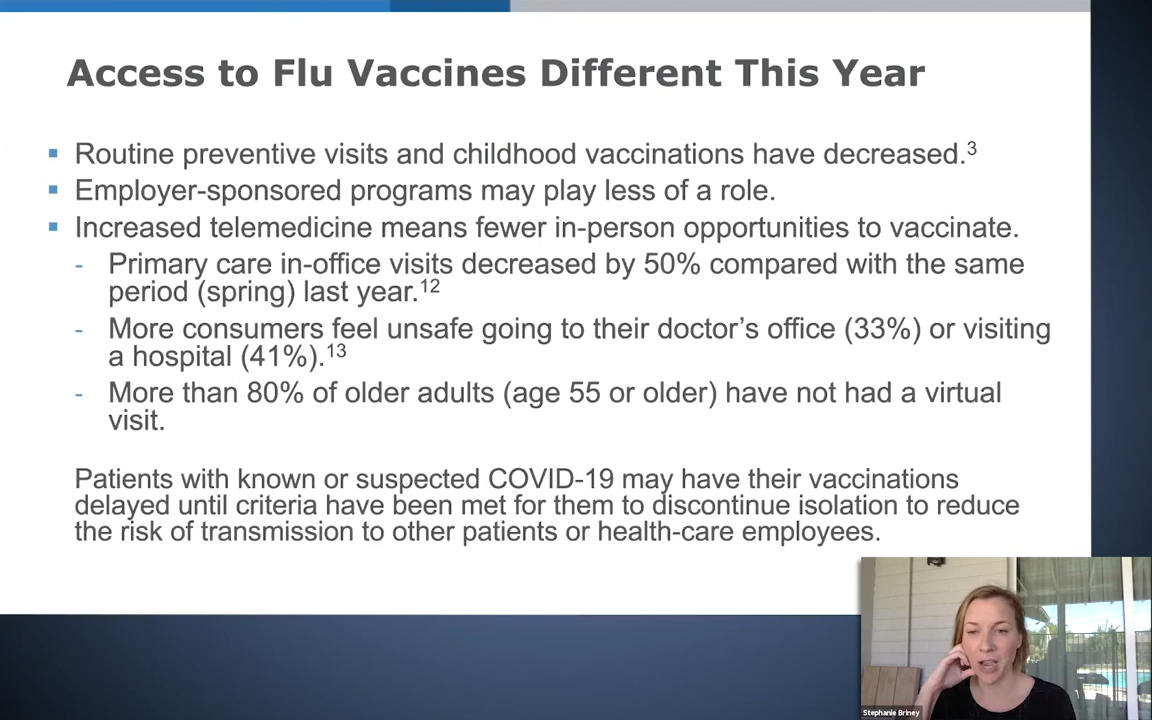 Access to Flu Vaccines Different This Year
▪ Routine preventive visits and childhood vaccinations have decreased.³
▪ Employer-sponsored programs may play less of a role.
▪ Increased telemedicine means fewer in-person opportunities to vaccinate.
- Primary care in-office visits decreased by 50% compared with the same
period (spring) last year.¹²
- More consumers feel unsafe going to their doctor’s office (33%) or visiting
a hospital (41%).¹³
- More than 80% of older adults (age 55 or older) have not had a virtual
visit.
Patients with known or suspected COVID-19 may have their vaccinations
delayed until criteria have been met for them to discontinue isolation to reduce
the risk of transmission to other patients or health-care employees.
Stephanie Briney